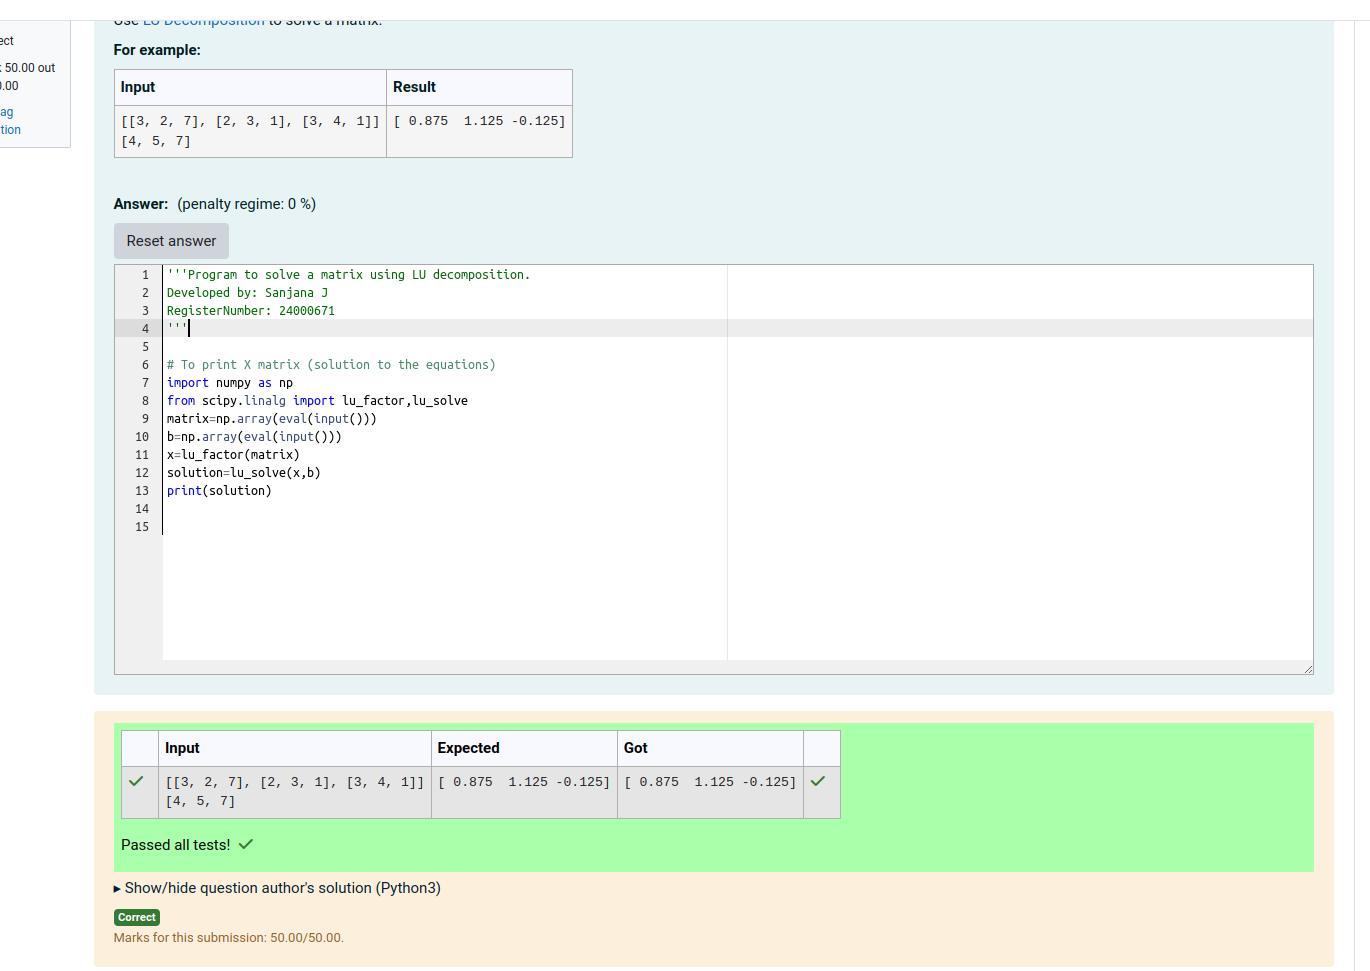 ect
50.00 out
.00
ag
tion
Use LU Decomposition to solve a matrix.
For example:
Input Result
[[3, 2, 7], [2, 3, 1], [3, 4, 1]] [ 0.875  1.125 -0.125]
[4, 5, 7]
Answer: (penalty regime: 0 %)
Reset answer
1 '''Program to solve a matrix using LU decomposition.
2 Developed by: Sanjana J
3 RegisterNumber: 24000671
4 '''
5
6 # To print X matrix (solution to the equations)
7 import numpy as np
8 from scipy.linalg import lu_factor,lu_solve
9 matrix=np.array(eval(input()))
10 b=np.array(eval(input()))
11 x=lu_factor(matrix)
12 solution=lu_solve(x,b)
13 print(solution)
14
15
Input Expected Got
[[3, 2, 7], [2, 3, 1], [3, 4, 1]] [ 0.875  1.125 -0.125] [ 0.875  1.125 -0.125]
[4, 5, 7]
Passed all tests!
Show/hide question author's solution (Python3)
Correct
Marks for this submission: 50.00/50.00.